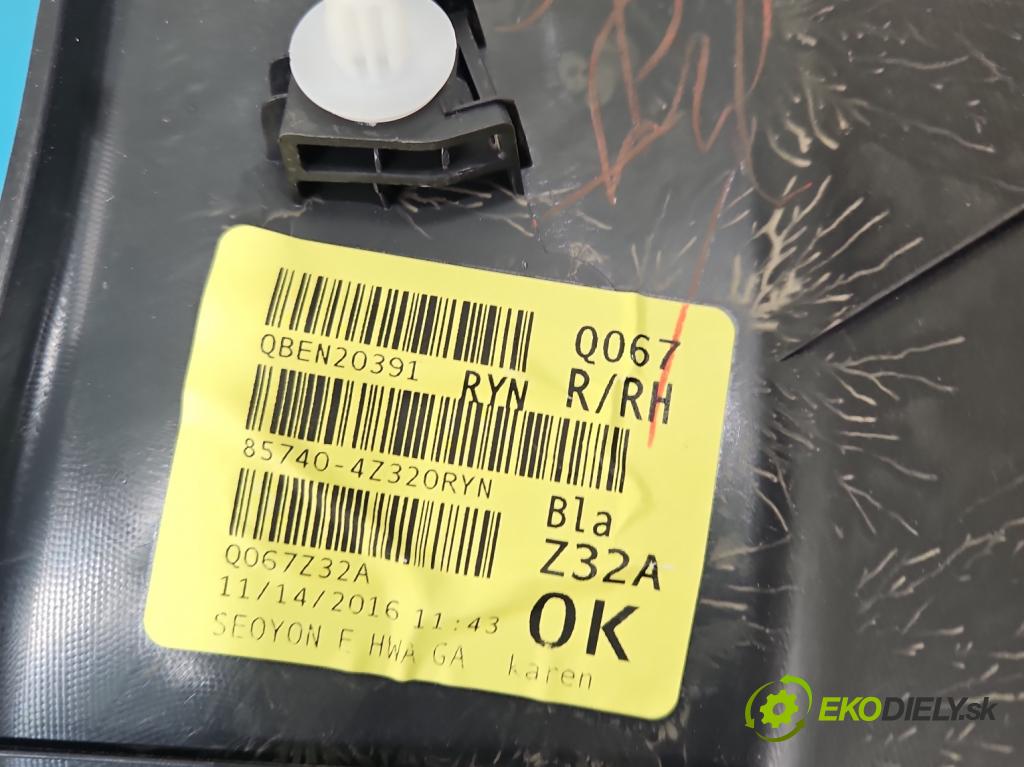 QBEN20391
RYN
Q067
R/RH
85740-4Z320RYN
Bla
Z32A
Q067Z32A
11/14/2016 11:43
OK
SEOYON E HWA GA
karen
EKODIELY.sk